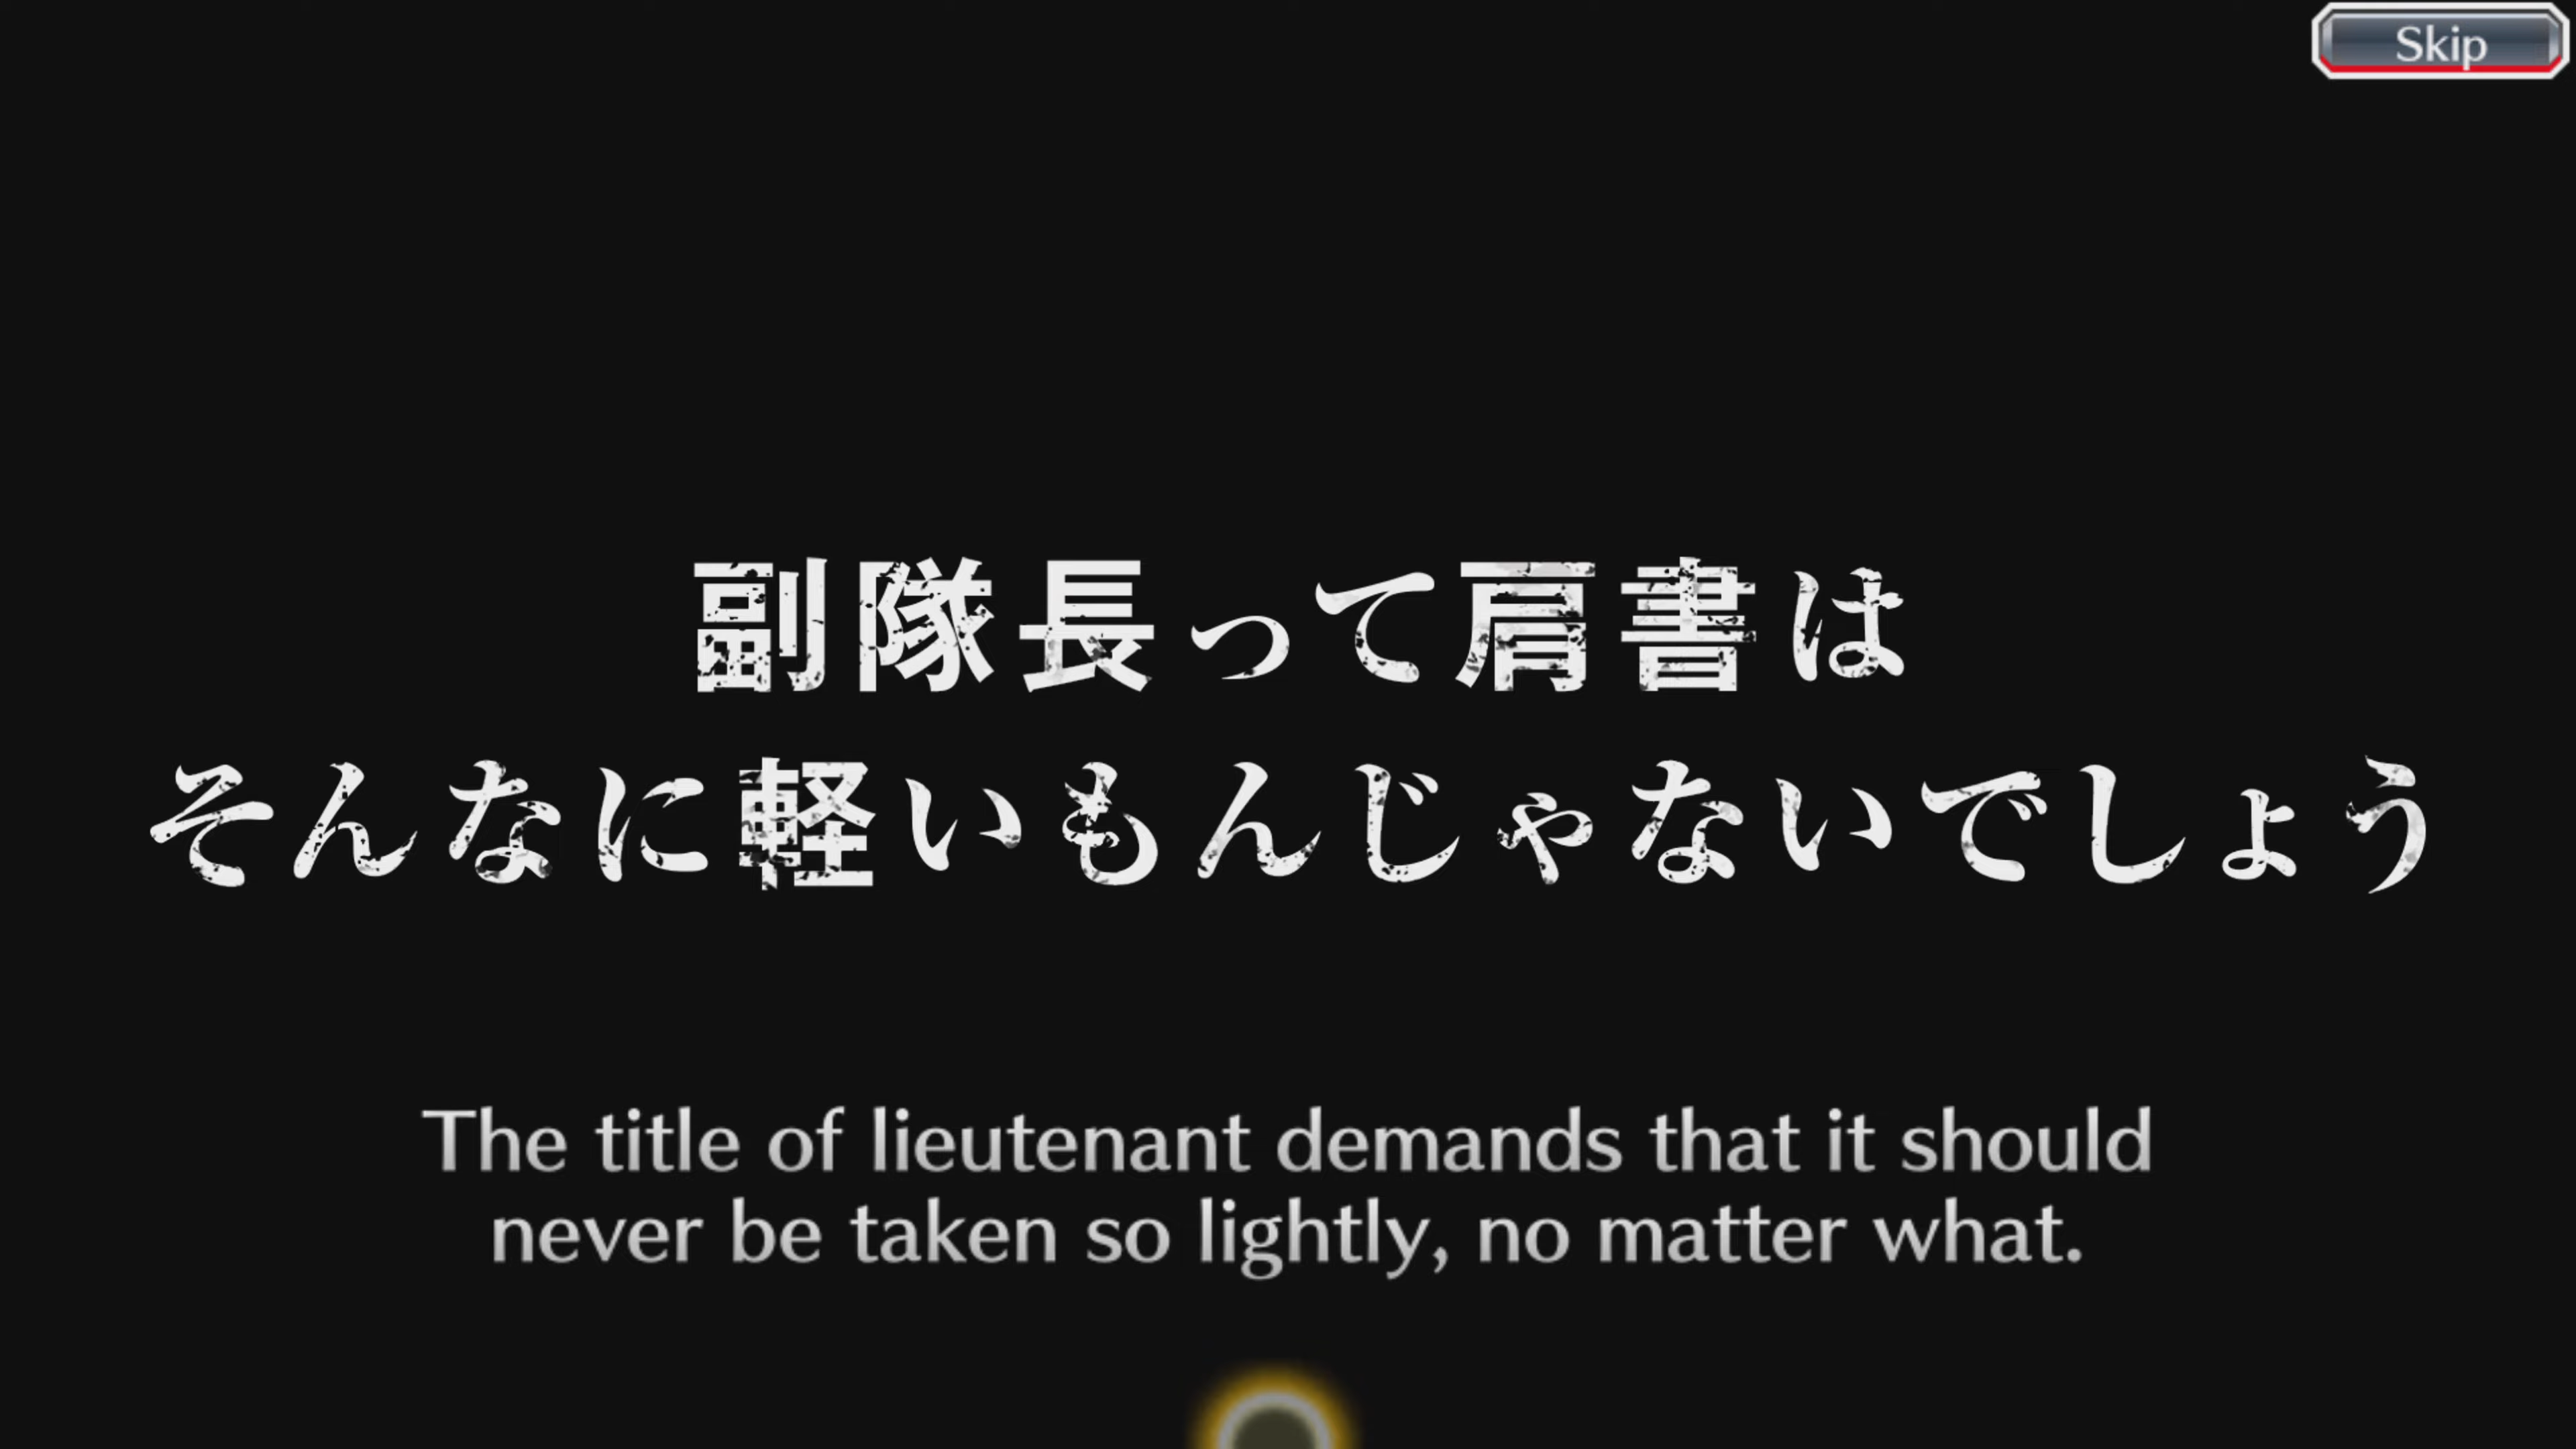 Skip
副隊長って肩書は
そんなに軽いもんじゃないでしょう
The title of lieutenant demands that it should
never be taken so lightly, no matter what.